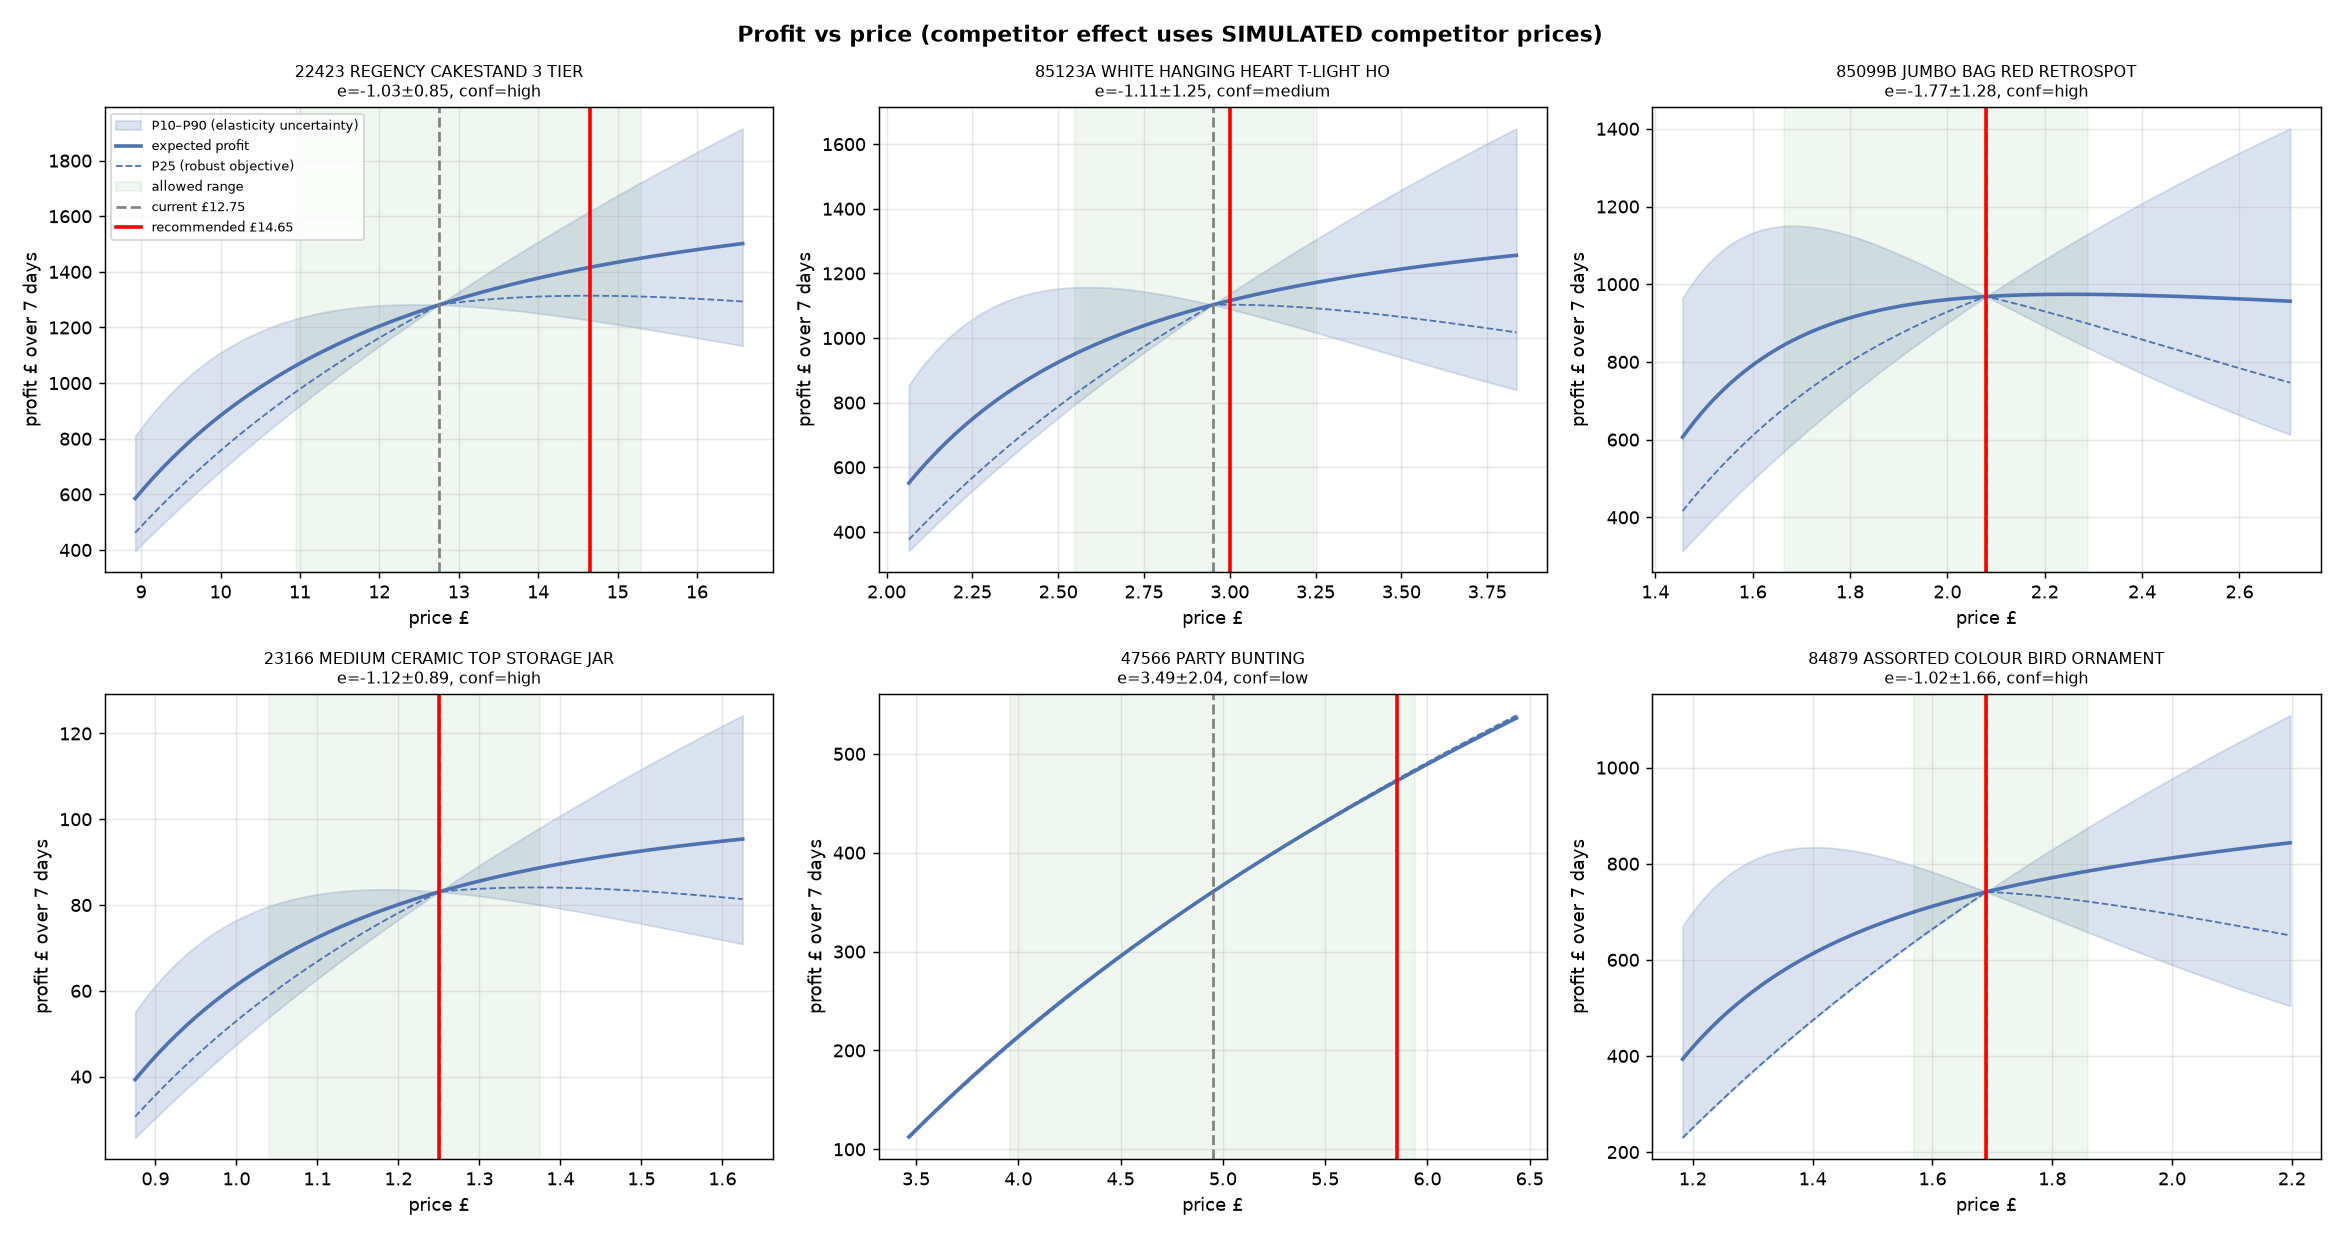 Profit vs price (competitor effect uses SIMULATED competitor prices)
22423 REGENCY CAKESTAND 3 TIER
e=-1.03±0.85, conf=high
P10–P90 (elasticity uncertainty)
expected profit
P25 (robust objective)
allowed range
current £12.75
recommended £14.65
profit £ over 7 days
1800
1600
1400
1200
1000
800
600
400
9 10 11 12 13 14 15 16
price £
85123A WHITE HANGING HEART T-LIGHT HO
e=-1.11±1.25, conf=medium
profit £ over 7 days
1600
1400
1200
1000
800
600
400
2.00 2.25 2.50 2.75 3.00 3.25 3.50 3.75
price £
85099B JUMBO BAG RED RETROSPOT
e=-1.77±1.28, conf=high
profit £ over 7 days
1400
1200
1000
800
600
400
1.4 1.6 1.8 2.0 2.2 2.4 2.6
price £
23166 MEDIUM CERAMIC TOP STORAGE JAR
e=-1.12±0.89, conf=high
profit £ over 7 days
120
100
80
60
40
0.9 1.0 1.1 1.2 1.3 1.4 1.5 1.6
price £
47566 PARTY BUNTING
e=3.49±2.04, conf=low
profit £ over 7 days
500
400
300
200
100
3.5 4.0 4.5 5.0 5.5 6.0 6.5
price £
84879 ASSORTED COLOUR BIRD ORNAMENT
e=-1.02±1.66, conf=high
profit £ over 7 days
1000
800
600
400
200
1.2 1.4 1.6 1.8 2.0 2.2
price £